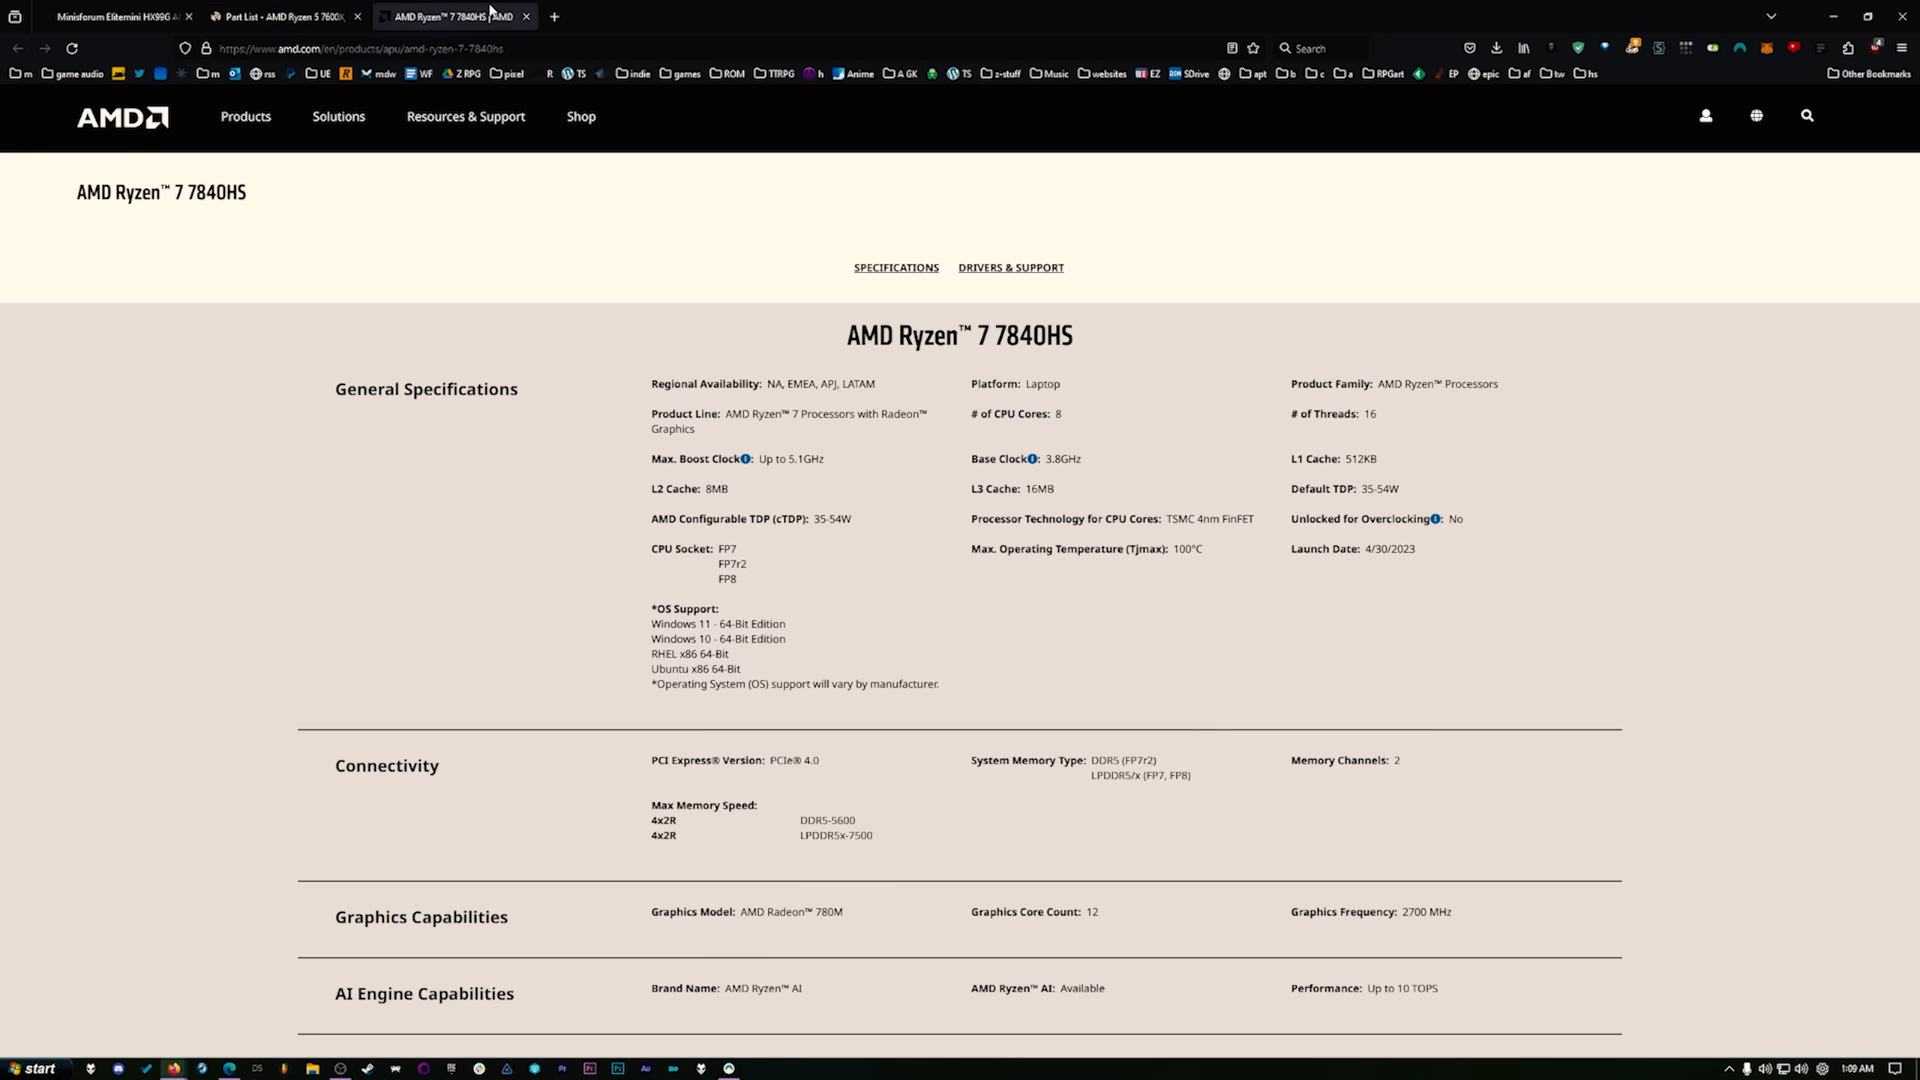 Minisforum Elitemini HX99G A
Part List - AMD Ryzen 5 7600X,
AMD Ryzen™ 7 7840HS | AMD
https://www.amd.com/en/products/apu/amd-ryzen-7-7840hs
Search
m
game audio
m
rss
UE
mdw
WF
Z RPG
pixel
R
TS
indie
games
ROM
TTRPG
h
Anime
A GK
TS
z-stuff
Music
websites
EZ
SDrive
apt
b
c
a
RPGart
EP
epic
af
tw
hs
Other Bookmarks
AMD
Products
Solutions
Resources & Support
Shop
AMD Ryzen™ 7 7840HS
SPECIFICATIONS
DRIVERS & SUPPORT
AMD Ryzen™ 7 7840HS
General Specifications
Regional Availability: NA, EMEA, APJ, LATAM
Platform: Laptop
Product Family: AMD Ryzen™ Processors
Product Line: AMD Ryzen™ 7 Processors with Radeon™
Graphics
# of CPU Cores: 8
# of Threads: 16
Max. Boost Clock: Up to 5.1GHz
Base Clock: 3.8GHz
L1 Cache: 512KB
L2 Cache: 8MB
L3 Cache: 16MB
Default TDP: 35-54W
AMD Configurable TDP (cTDP): 35-54W
Processor Technology for CPU Cores: TSMC 4nm FinFET
Unlocked for Overclocking: No
CPU Socket: FP7
FP7r2
FP8
Max. Operating Temperature (Tjmax): 100°C
Launch Date: 4/30/2023
*OS Support:
Windows 11 - 64-Bit Edition
Windows 10 - 64-Bit Edition
RHEL x86 64-Bit
Ubuntu x86 64-Bit
*Operating System (OS) support will vary by manufacturer.
Connectivity
PCI Express® Version: PCIe® 4.0
System Memory Type: DDR5 (FP7r2)
LPDDR5/x (FP7, FP8)
Memory Channels: 2
Max Memory Speed:
4x2R DDR5-5600
4x2R LPDDR5x-7500
Graphics Capabilities
Graphics Model: AMD Radeon™ 780M
Graphics Core Count: 12
Graphics Frequency: 2700 MHz
AI Engine Capabilities
Brand Name: AMD Ryzen™ AI
AMD Ryzen™ AI: Available
Performance: Up to 10 TOPS
start
DS
Pr
Au
1:09 AM